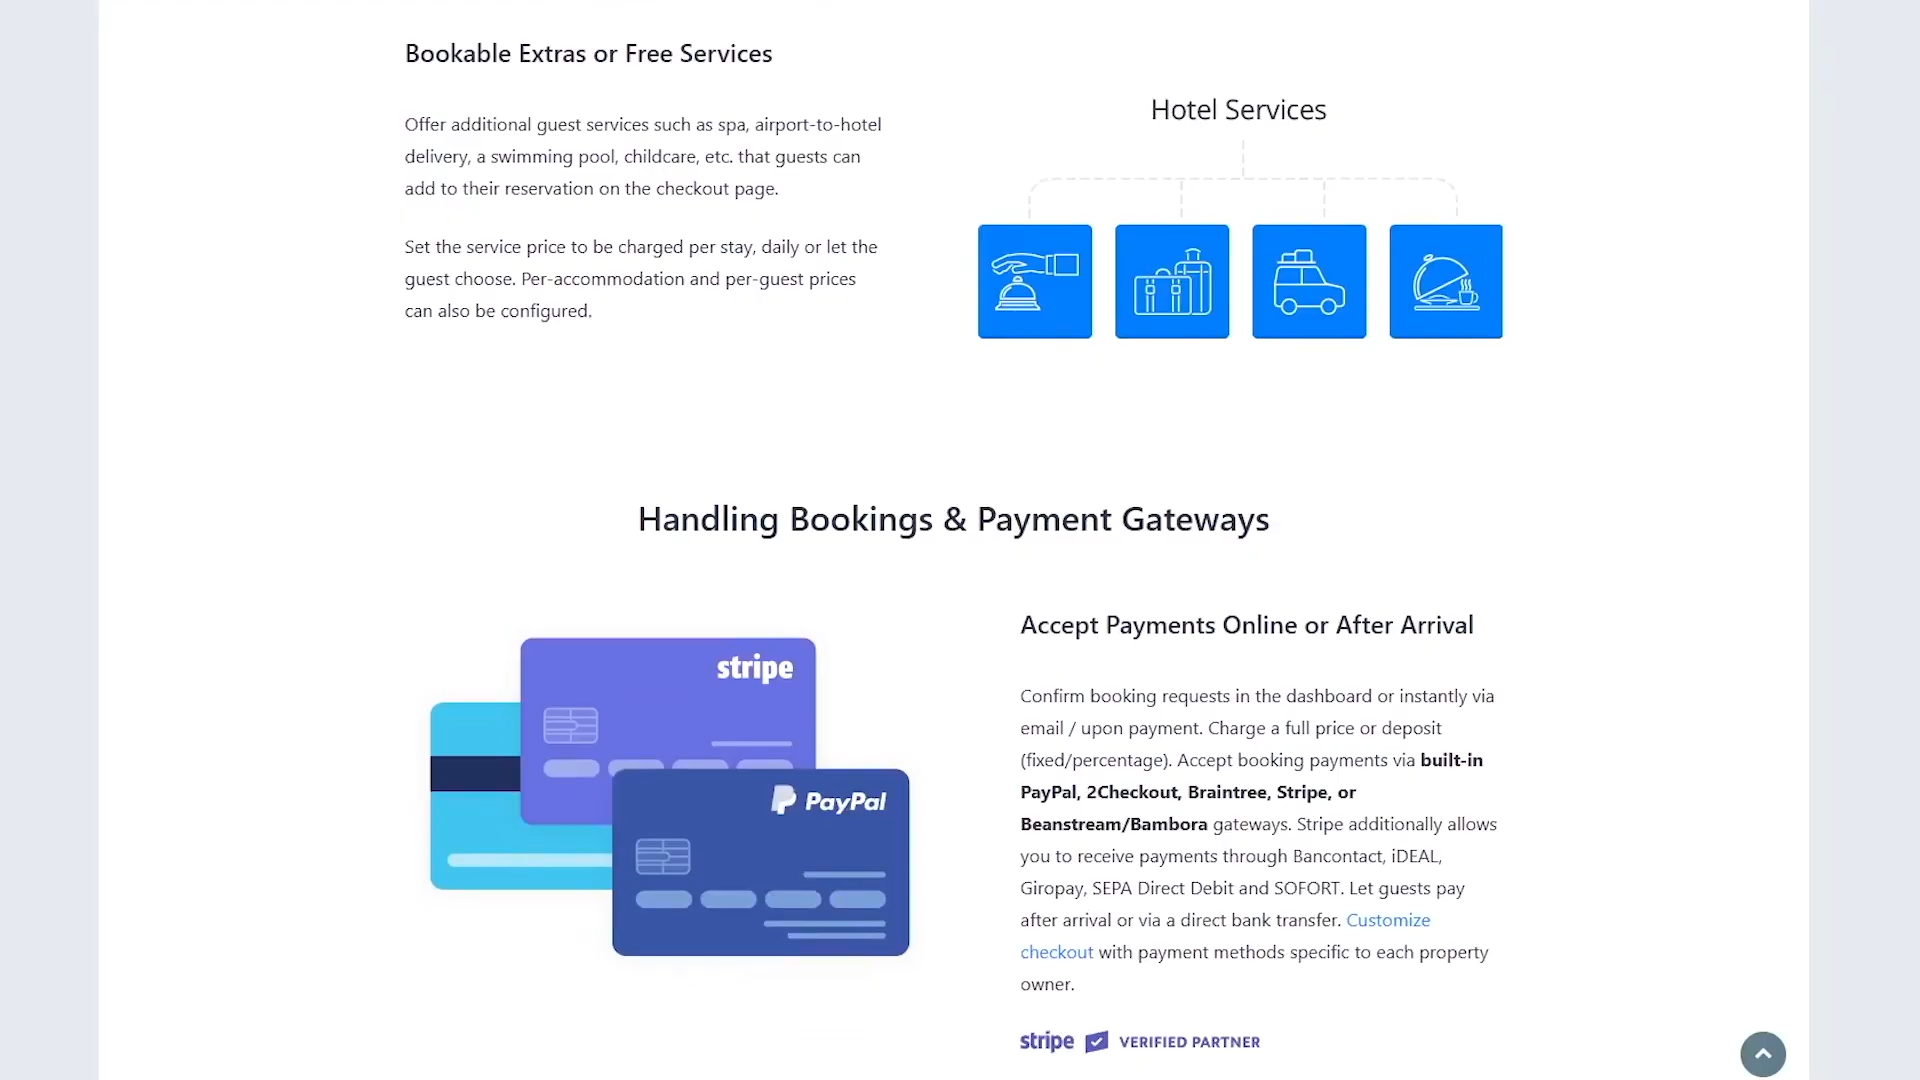 Bookable Extras or Free Services
Offer additional guest services such as spa, airport-to-hotel
delivery, a swimming pool, childcare, etc. that guests can
add to their reservation on the checkout page.
Set the service price to be charged per stay, daily or let the
guest choose. Per-accommodation and per-guest prices
can also be configured.
Hotel Services
Handling Bookings & Payment Gateways
stripe
PayPal
Accept Payments Online or After Arrival
Confirm booking requests in the dashboard or instantly via
email / upon payment. Charge a full price or deposit
(fixed/percentage). Accept booking payments via built-in
PayPal, 2Checkout, Braintree, Stripe, or
Beanstream/Bambora gateways. Stripe additionally allows
you to receive payments through Bancontact, iDEAL,
Giropay, SEPA Direct Debit and SOFORT. Let guests pay
after arrival or via a direct bank transfer. Customize
checkout with payment methods specific to each property
owner.
stripe VERIFIED PARTNER